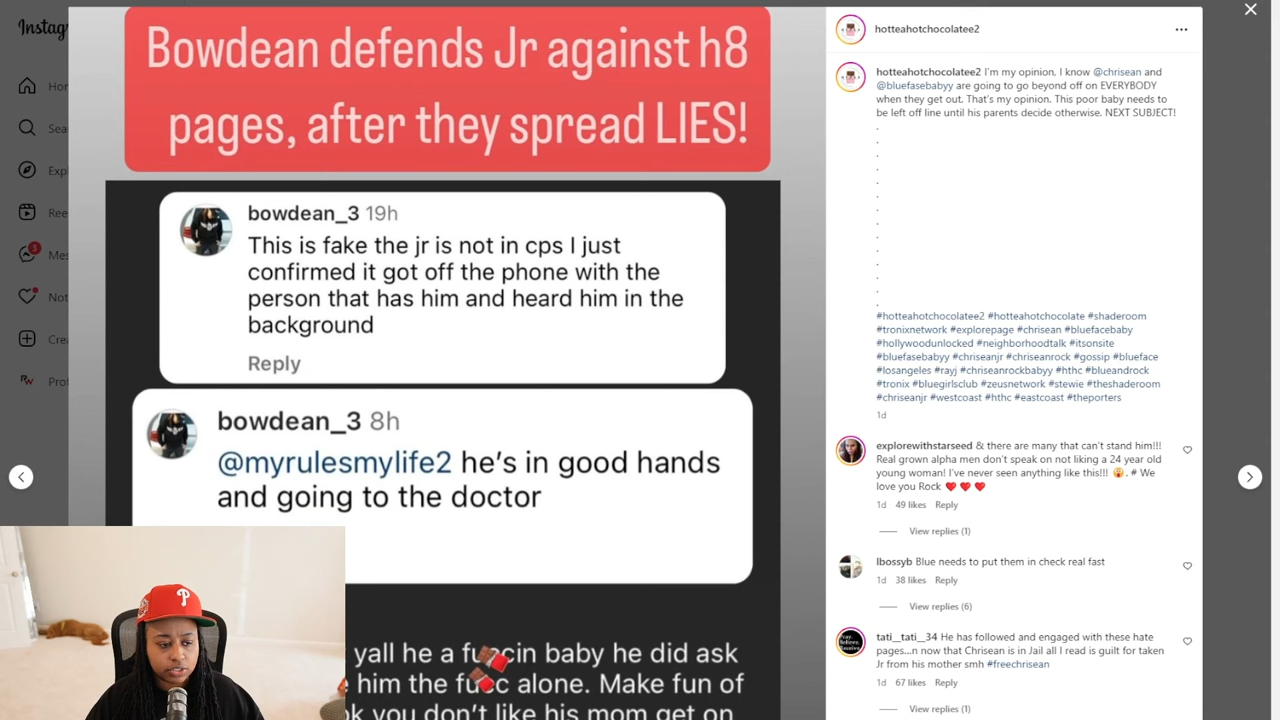 Instag
Bowdean defends Jr against h8
pages, after they spread LIES!
Sea
Expl
Ree
3
Mes
Not
Crea
Prof
bowdean_3 19h
This is fake the jr is not in cps I just
confirmed it got off the phone with the
person that has him and heard him in the
background
Reply
bowdean_3 8h
@myrulesmylife2 he's in good hands
and going to the doctor
yall he a fu cin baby he did ask
him the fu c alone. Make fun of
you don't like his mom get on
P
hotteahotchocolatee2
hotteahotchocolatee2 I'm my opinion, I know @chrisean and
@bluefasebabyy are going to go beyond off on EVERYBODY
when they get out. That's my opinion. This poor baby needs to
be left off line until his parents decide otherwise. NEXT SUBJECT!
.
.
.
.
.
.
.
.
.
.
.
.
.
.
#hotteahotchocolatee2 #hotteahotchocolate #shaderoom
#tronixnetwork #explorepage #chrisean #bluefacebaby
#hollywoodunlocked #neighborhoodtalk #itsonsite
#bluefasebabyy #chriseanjr #chriseanrock #gossip #blueface
#losangeles #rayj #chriseanrockbabyy #hthc #blueandrock
#tronix #bluegirlsclub #zeusnetwork #stewie #theshaderoom
#chriseanjr #westcoast #hthc #eastcoast #theporters
1d
explorewithstarseed & there are many that can't stand him!!!
Real grown alpha men don't speak on not liking a 24 year old
young woman! I've never seen anything like this!!! 😱. # We
love you Rock ❤️ ❤️ ❤️
1d 49 likes Reply
View replies (1)
lbossyb Blue needs to put them in check real fast
1d 38 likes Reply
View replies (6)
tati__tati__34 He has followed and engaged with these hate
pages...n now that Chrisean is in Jail all I read is guilt for taken
Jr from his mother smh #freechrisean
1d 67 likes Reply
View replies (1)